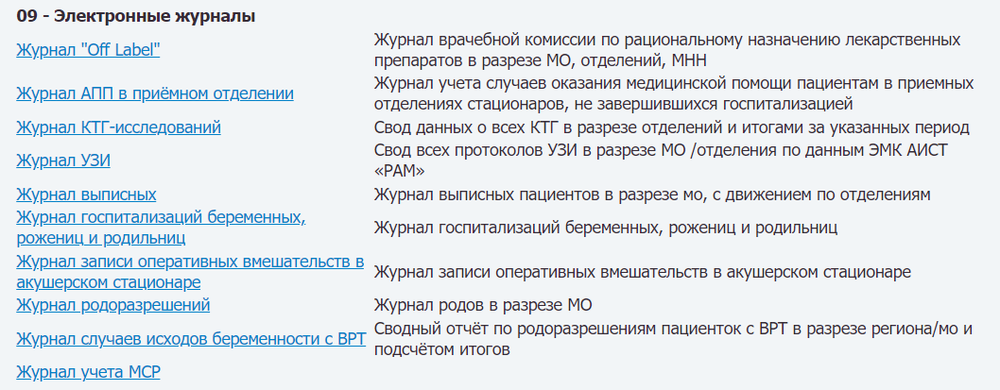 09 - Электронные журналы
Журнал "Off Label"
Журнал врачебной комиссии по рациональному назначению лекарственных
препаратов в разрезе МО, отделений, МНН
Журнал АПП в приёмном отделении
Журнал учета случаев оказания медицинской помощи пациентам в приемных
отделениях стационаров, не завершившихся госпитализацией
Журнал КТГ-исследований
Свод данных о всех КТГ в разрезе отделений и итогами за указанных период
Журнал УЗИ
Свод всех протоколов УЗИ в разрезе МО /отделения по данным ЭМК АИСТ
«РАМ»
Журнал выписных
Журнал выписных пациентов в разрезе мо, с движением по отделениям
Журнал госпитализаций беременных,
рожениц и родильниц
Журнал госпитализаций беременных, рожениц и родильниц
Журнал записи оперативных вмешательств в
акушерском стационаре
Журнал записи оперативных вмешательств в акушерском стационаре
Журнал родоразрешений
Журнал родов в разрезе МО
Журнал случаев исходов беременности с ВРТ
Сводный отчёт по родоразрешениям пациенток с ВРТ в разрезе региона/мо и
подсчётом итогов
Журнал учета МСР